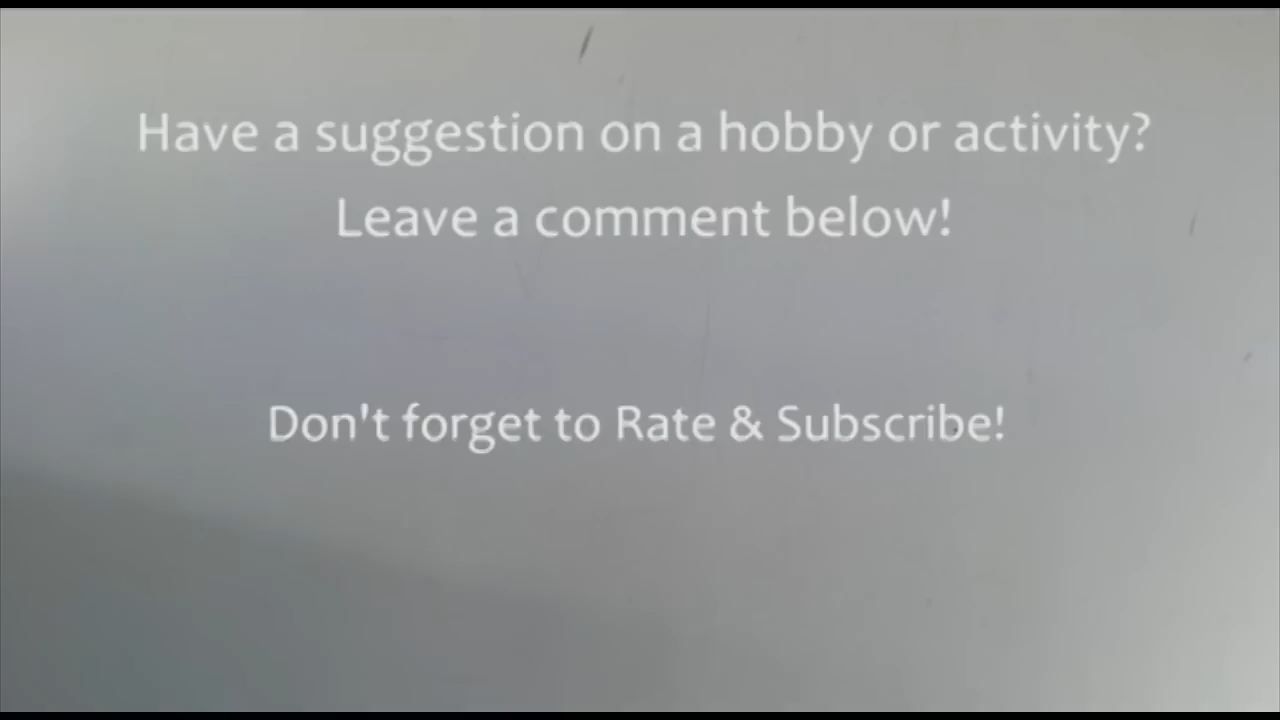 Have a suggestion on a hobby or activity?
Leave a comment below!
Don't forget to Rate & Subscribe!